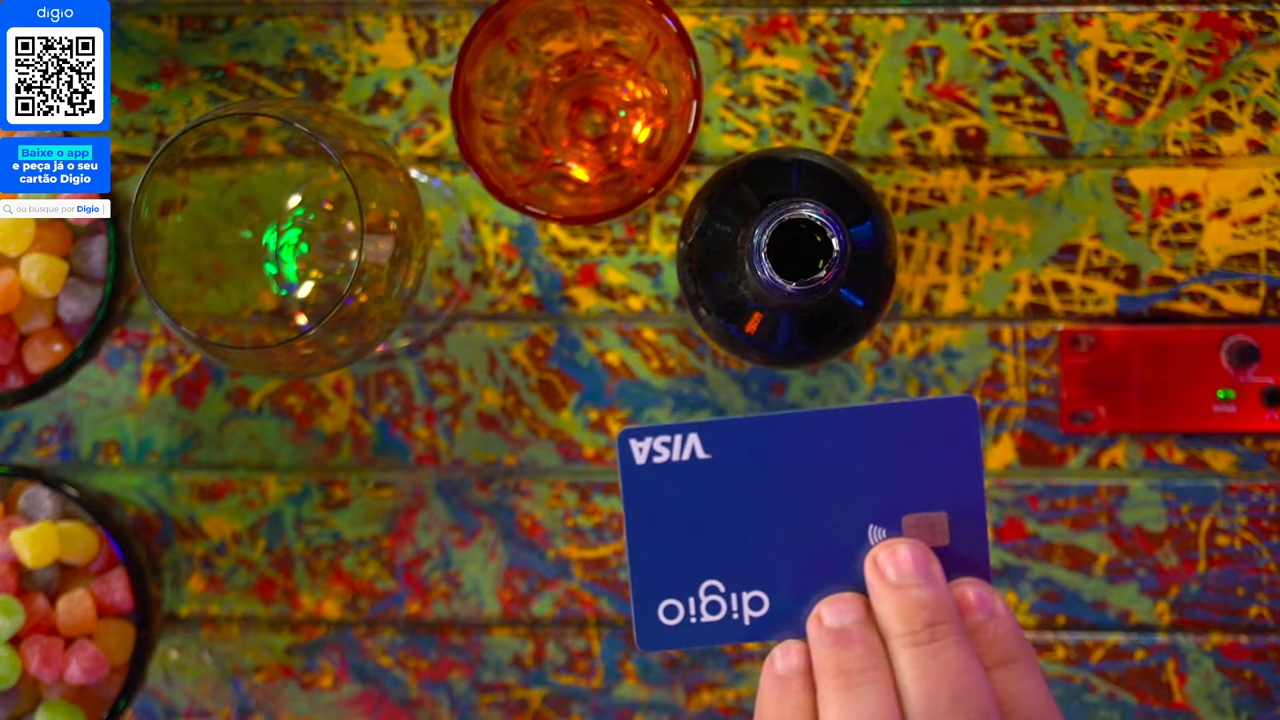 digio
Baixe o app
e peça já o seu
cartão Digio
ou busque por Digio
VISA
digio